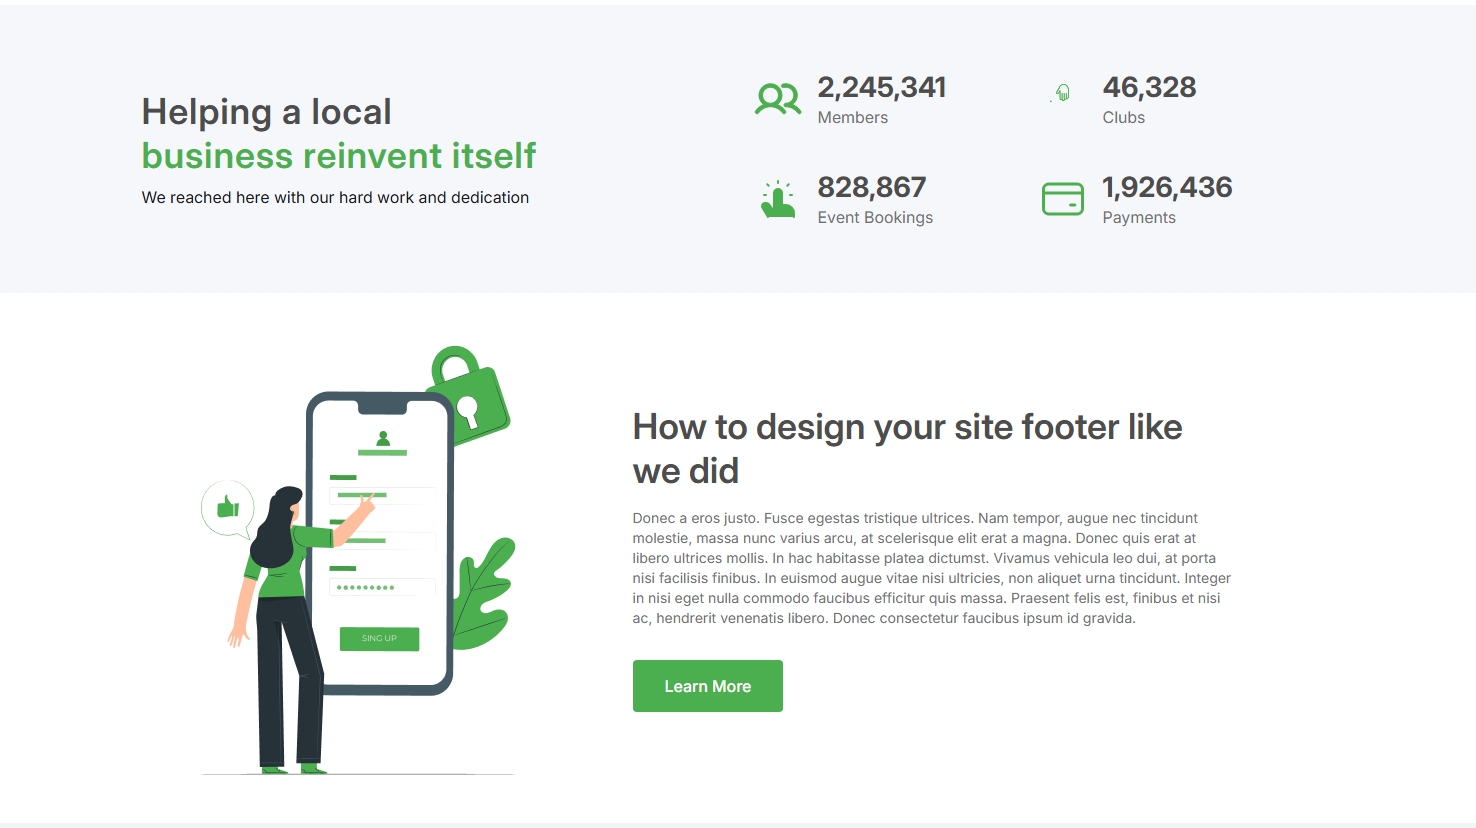 Helping a local
business reinvent itself
We reached here with our hard work and dedication
2,245,341
Members
46,328
Clubs
828,867
Event Bookings
1,926,436
Payments
SING UP
How to design your site footer like
we did
Donec a eros justo. Fusce egestas tristique ultrices. Nam tempor, augue nec tincidunt
molestie, massa nunc varius arcu, at scelerisque elit erat a magna. Donec quis erat at
libero ultrices mollis. In hac habitasse platea dictumst. Vivamus vehicula leo dui, at porta
nisi facilisis finibus. In euismod augue vitae nisi ultricies, non aliquet urna tincidunt. Integer
in nisi eget nulla commodo faucibus efficitur quis massa. Praesent felis est, finibus et nisi
ac, hendrerit venenatis libero. Donec consectetur faucibus ipsum id gravida.
Learn More